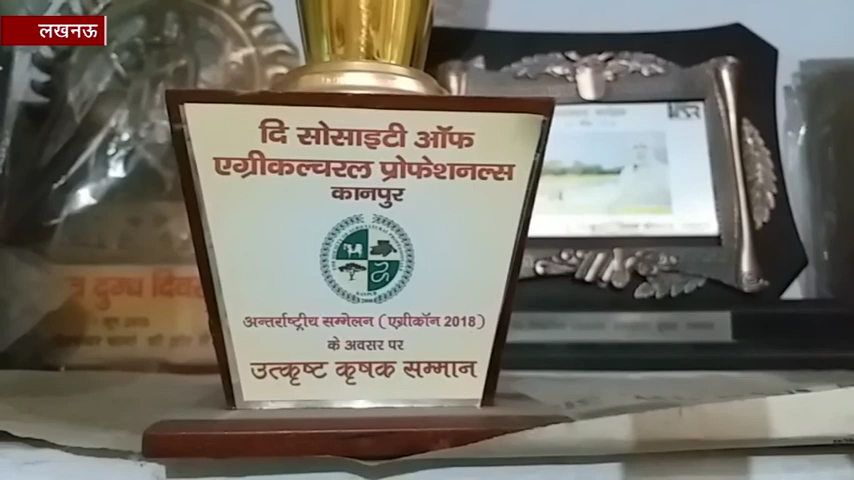 लखनऊ
दि सोसाइटी ऑफ
एग्रीकल्चरल प्रोफेशनल्स
कानपुर
अन्तर्राष्ट्रीय सम्मेलन (एग्रीकॉन 2018)
के अवसर पर
उत्कृष्ट कृषक सम्मान
दुग्ध दिवस